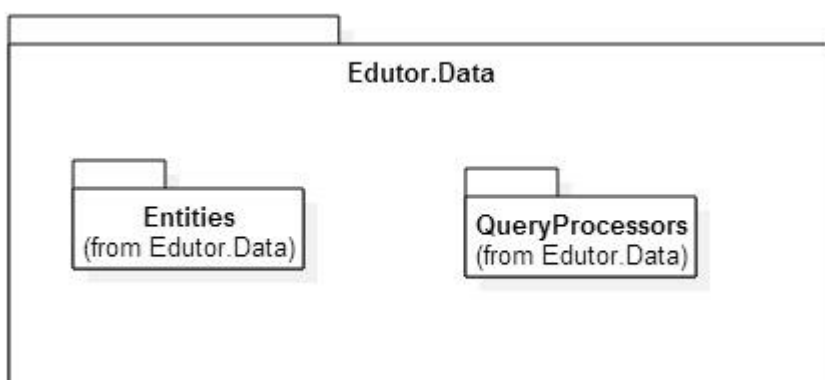 Edutor.Data
Entities
(from Edutor.Data)
QueryProcessors
(from Edutor.Data)